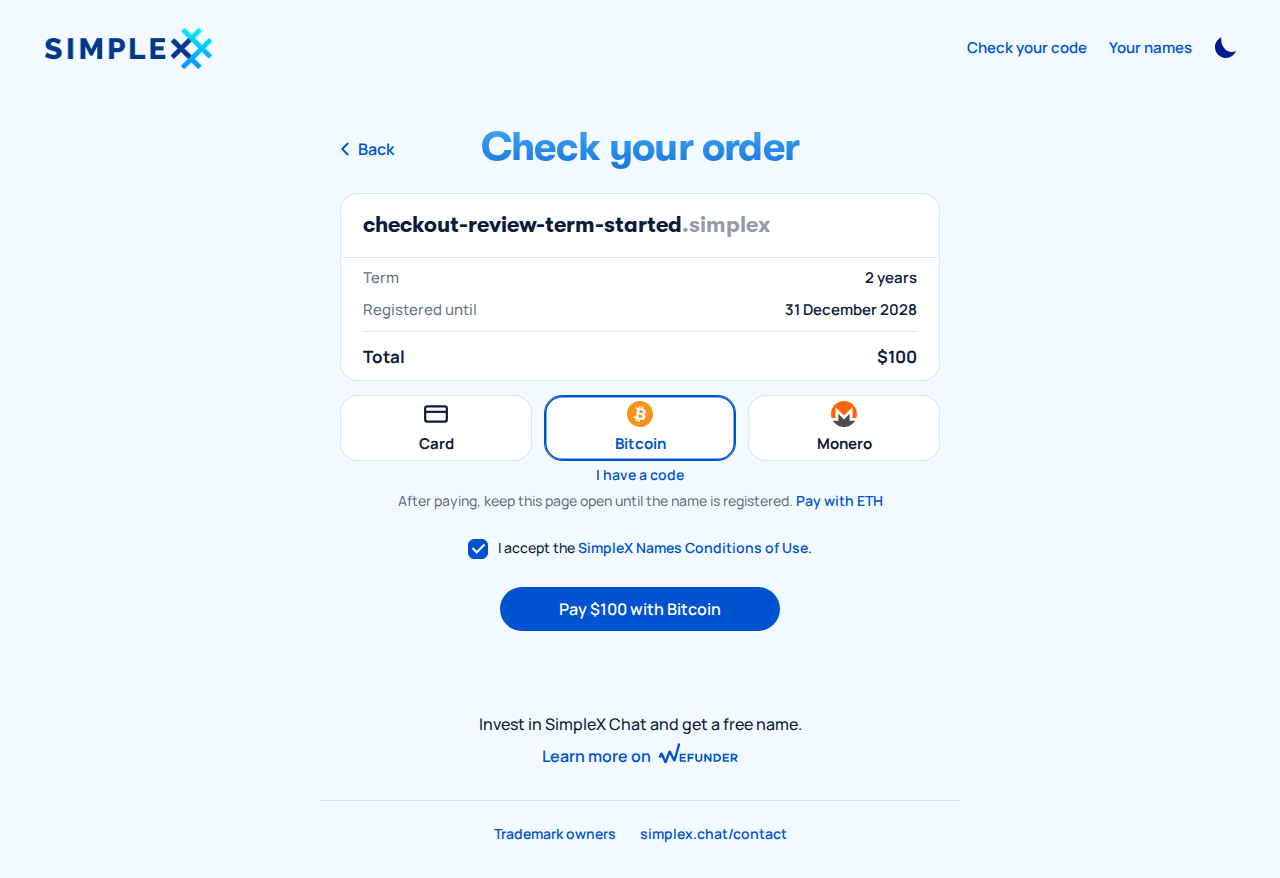 SIMPLEX
Check your code
Your names
Back
Check your order
checkout-review-term-started.simplex
Term
2 years
Registered until
31 December 2028
Total
$100
Card
Bitcoin
Monero
I have a code
After paying, keep this page open until the name is registered. Pay with ETH
I accept the SimpleX Names Conditions of Use.
Pay $100 with Bitcoin
Invest in SimpleX Chat and get a free name.
Learn more on WEFUNDER
Trademark owners
simplex.chat/contact